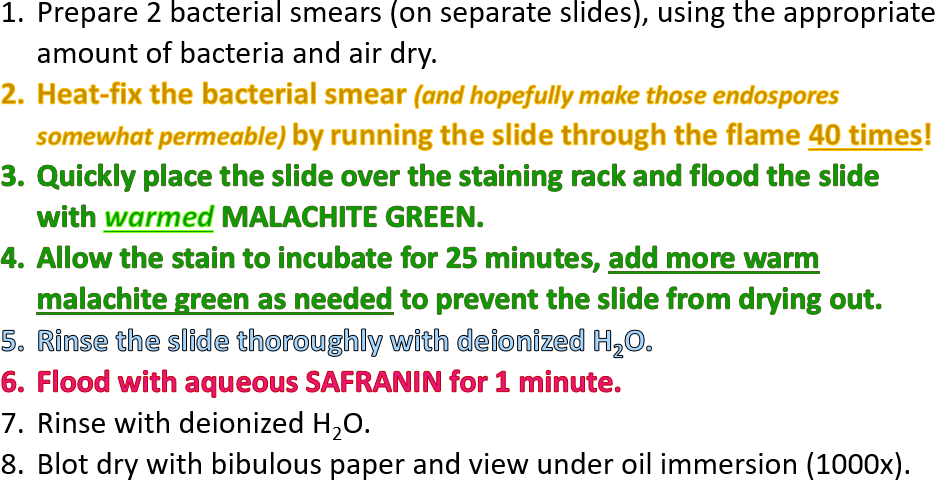 1. Prepare 2 bacterial smears (on separate slides), using the appropriate
amount of bacteria and air dry.
2. Heat-fix the bacterial smear (and hopefully make those endospores
somewhat permeable) by running the slide through the flame 40 times!
3. Quickly place the slide over the staining rack and flood the slide
with warmed MALACHITE GREEN.
4. Allow the stain to incubate for 25 minutes, add more warm
malachite green as needed to prevent the slide from drying out.
5. Rinse the slide thoroughly with deionized H₂O.
6. Flood with aqueous SAFRANIN for 1 minute.
7. Rinse with deionized H₂O.
8. Blot dry with bibulous paper and view under oil immersion (1000x).